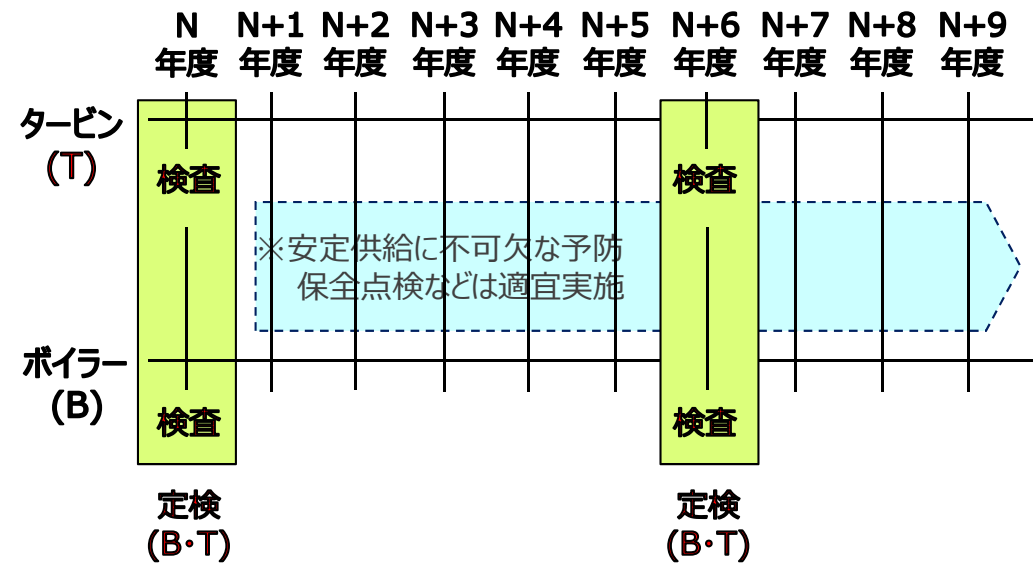 N N+1 N+2 N+3 N+4 N+5 N+6 N+7 N+8 N+9
年度 年度 年度 年度 年度 年度 年度 年度 年度 年度
タービン
(T)
検査 検査
※安定供給に不可欠な予防
保全点検などは適宜実施
ボイラー
(B)
検査 検査
定検 定検
(B・T) (B・T)